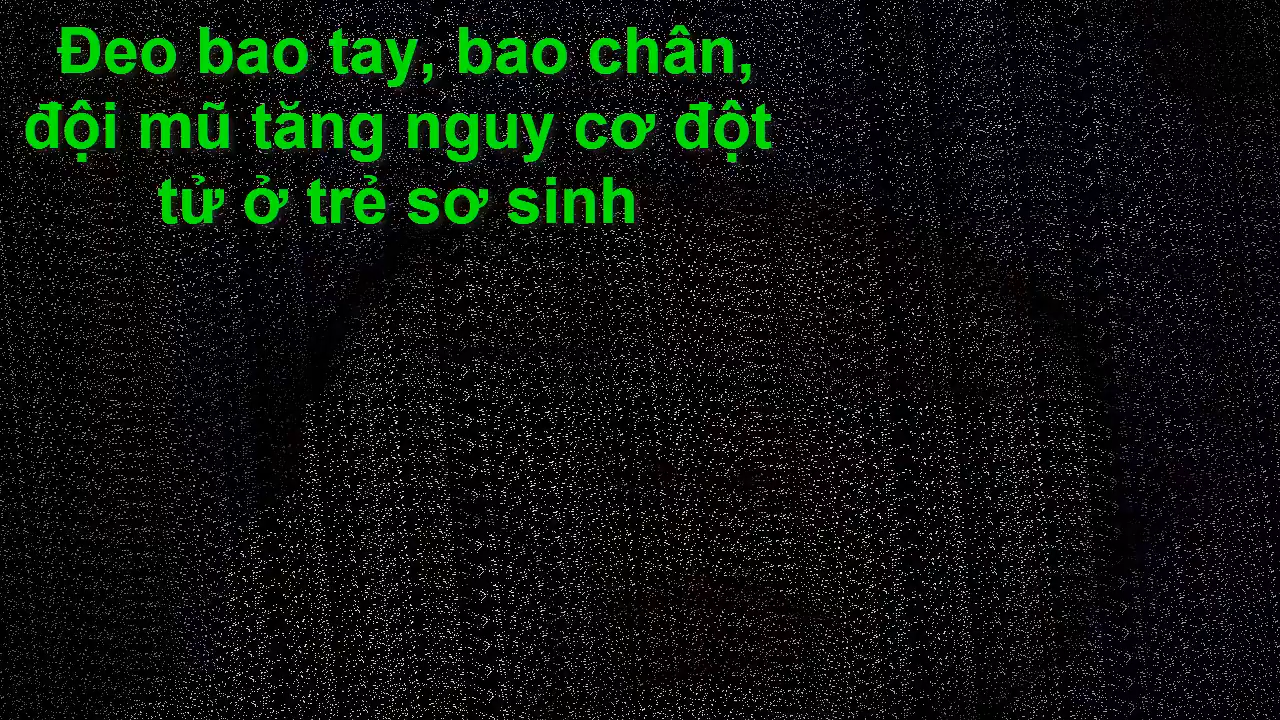 Đeo bao tay, bao chân,
đội mũ tăng nguy cơ đột
tử ở trẻ sơ sinh